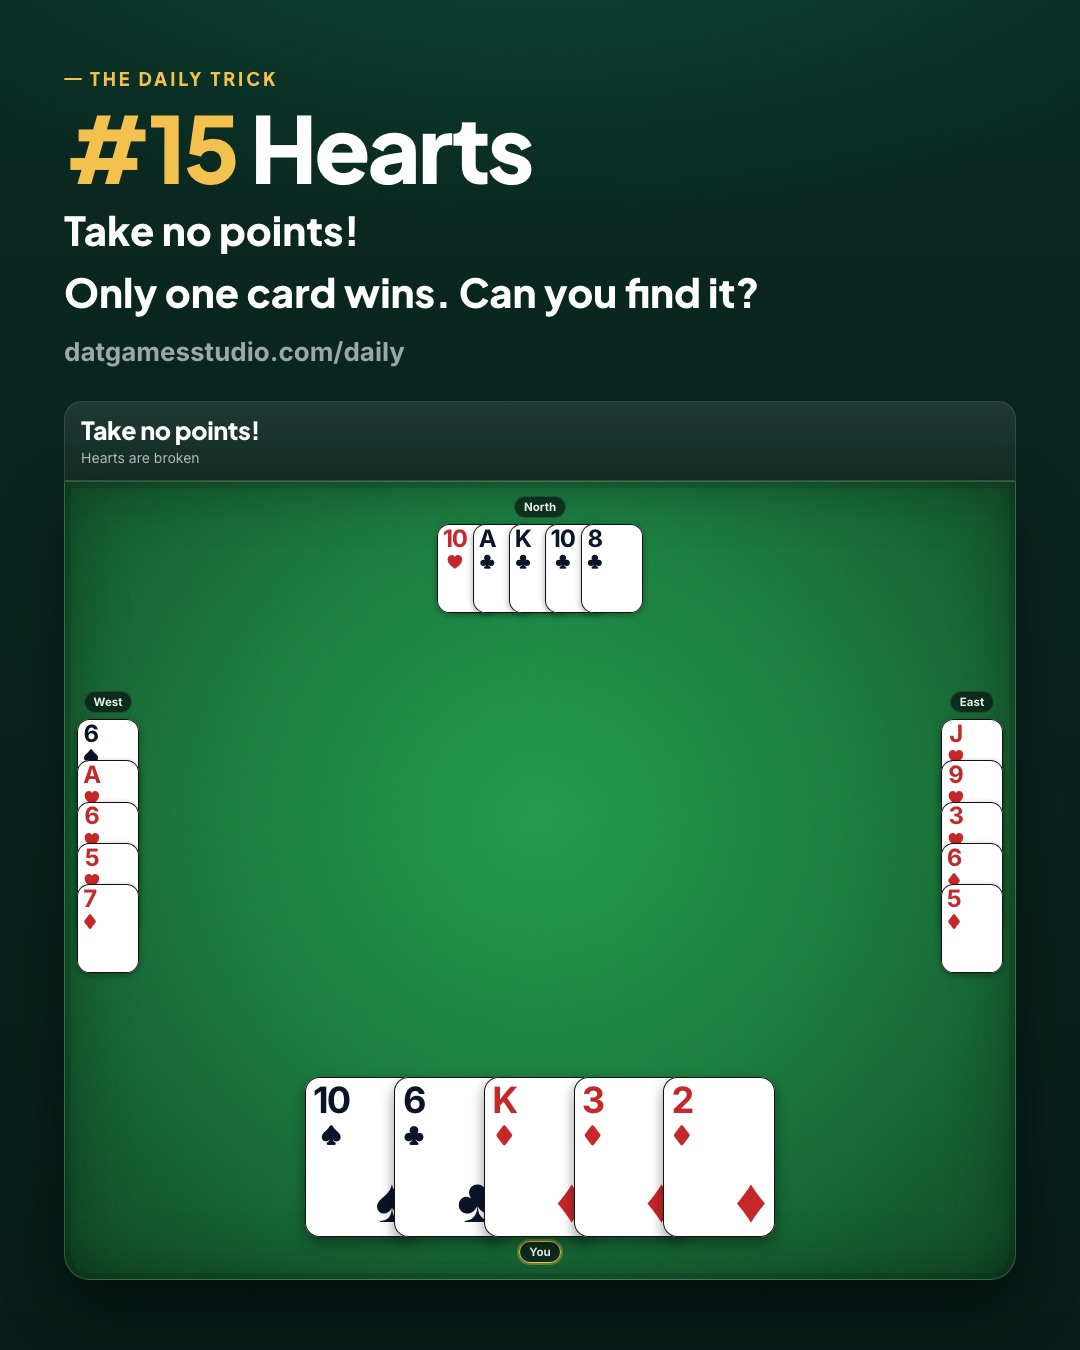 — THE DAILY TRICK
#15 Hearts
Take no points!
Only one card wins. Can you find it?
datgamesstudio.com/daily
Take no points!
Hearts are broken
North
10 A K 10 8
West
East
6
J
A
9
6
3
5
6
7
5
10 6 K 3 2
You